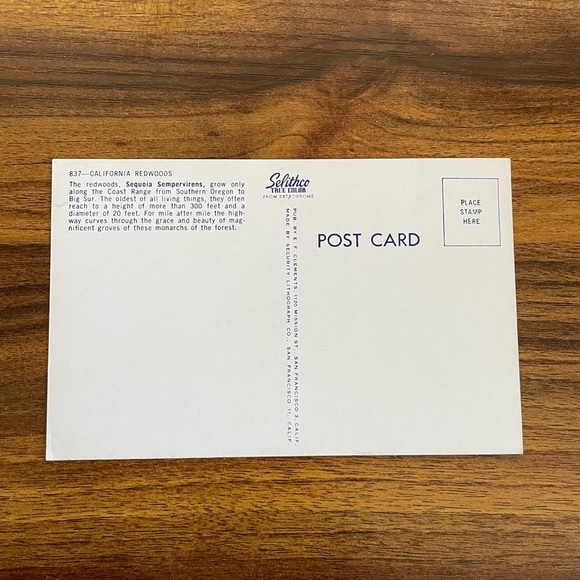 837—CALIFORNIA REDWOODS
The redwoods, Sequoia Sempervirens, grow only
along the Coast Range from Southern Oregon to
Big Sur. The oldest of all living things, they often
reach to a height of more than 300 feet and a
diameter of 20 feet. For mile after mile the high-
way curves through the grace and beauty of mag-
nificent groves of these monarchs of the forest.
Selithco
TRUE COLOR
FROM EKTACHROME
PUB. BY E. F. CLEMENTS, 1120 MISSION ST., SAN FRANCISCO 3, CALIF.
MADE BY SECURITY LITHOGRAPH CO., SAN FRANCISCO 11, CALIF.
POST CARD
PLACE
STAMP
HERE